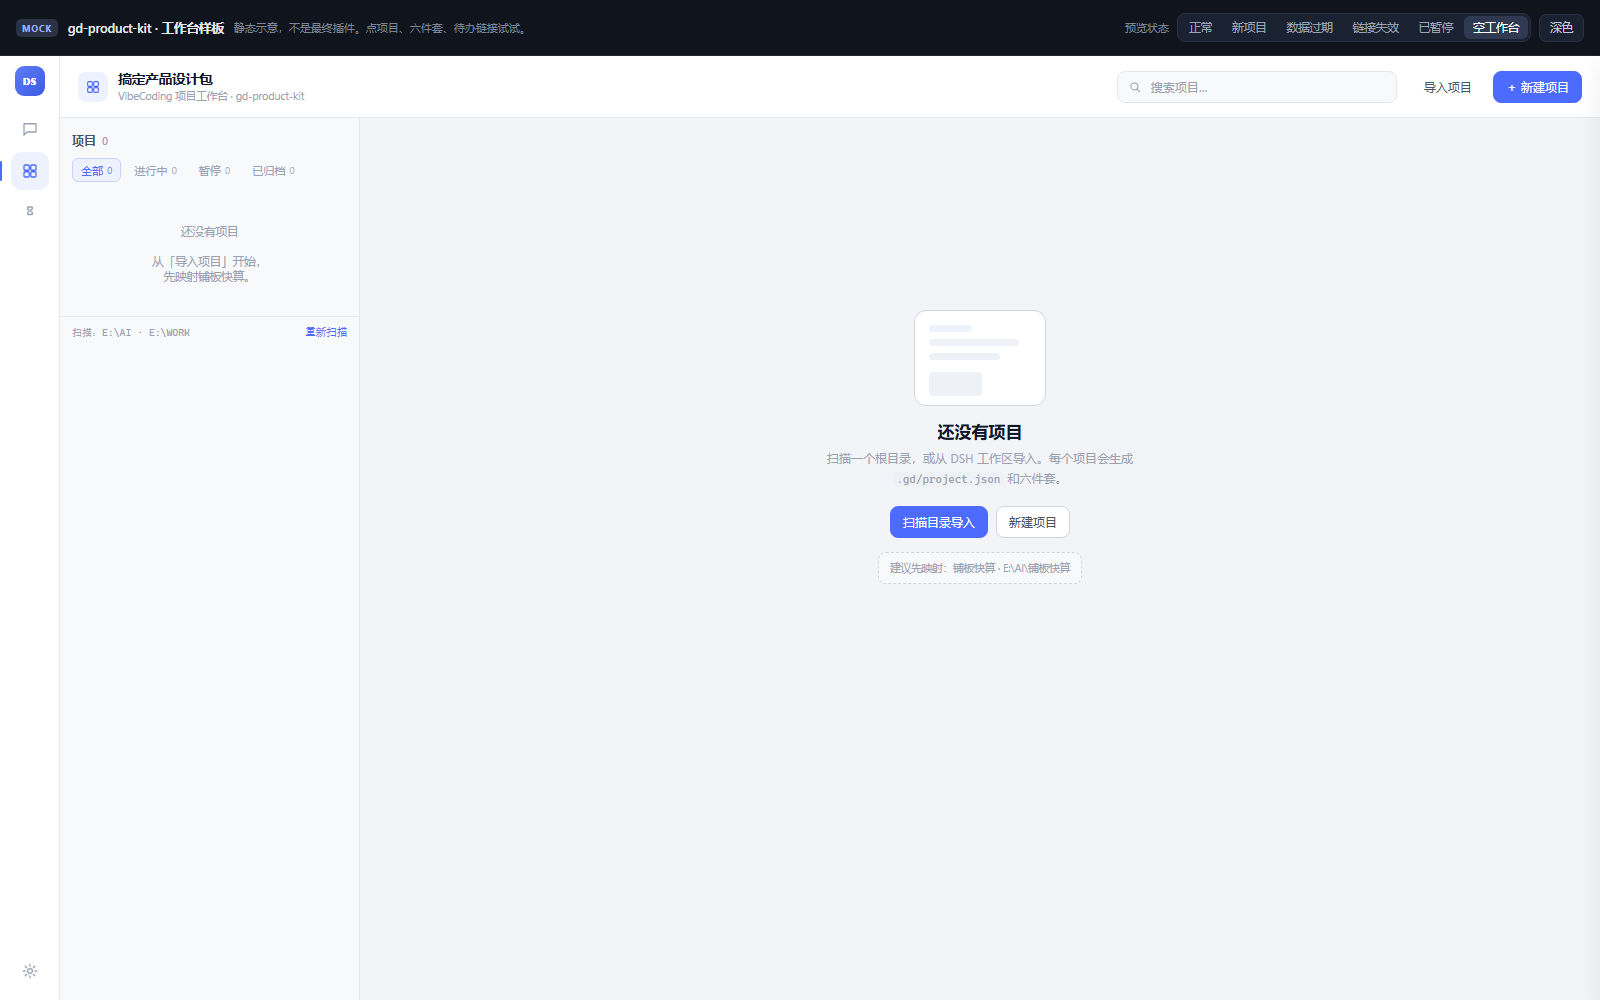 MOCK gd-product-kit · 工作台样板 静态示意，不是最终插件。点项目、六件套、待办链接试试。 预览状态 正常 新项目 数据过期 链接失效 已暂停 空工作台 深色
DS
搞定产品设计包
VibeCoding 项目工作台 · gd-product-kit
搜索项目...
导入项目
+ 新建项目
项目 0
全部 0 进行中 0 暂停 0 已归档 0
还没有项目
从「导入项目」开始，
先映射铺板快算。
扫描：E:\AI · E:\WORK 重新扫描
还没有项目
扫描一个根目录，或从 DSH 工作区导入。每个项目会生成
.gd/project.json 和六件套。
扫描目录导入 新建项目
建议先映射：铺板快算 · E:\AI\铺板快算